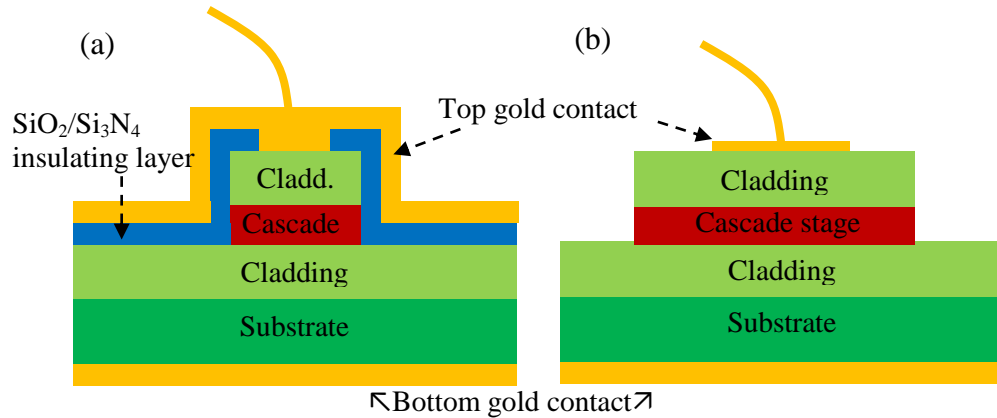 (a)
(b)
SiO₂/Si₃N₄
insulating layer
Top gold contact
Cladd.
Cascade
Cladding
Substrate
Cladding
Cascade stage
Cladding
Substrate
↖Bottom gold contact↗